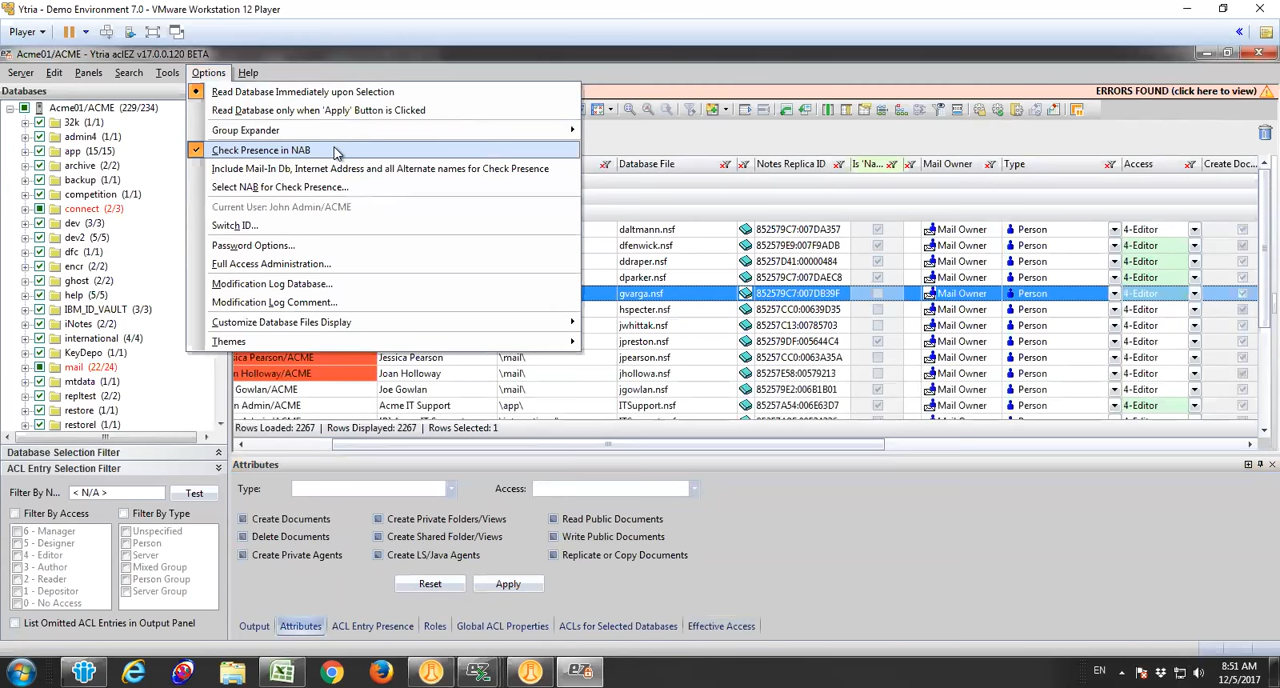 Ytria - Demo Environment 7.0 - VMware Workstation 12 Player
Player
Acme01/ACME - Ytria aclEZ v17.0.0.120 BETA
Server Edit Panels Search Tools Options Help
Databases
ERRORS FOUND (click here to view)
Acme01/ACME (229/234)
32k (1/1)
admin4 (1/1)
app (15/15)
archive (2/2)
backup (1/1)
competition (1/1)
connect (2/3)
dev (3/3)
dev2 (5/5)
dfc (1/1)
encr (2/2)
ghost (2/2)
help (5/5)
IBM_ID_VAULT (3/3)
iNotes (2/2)
international (4/4)
KeyDepo (1/1)
mail (22/24)
mtdata (1/1)
repltest (2/2)
restore (1/1)
restorel (1/1)
Read Database Immediately upon Selection
Read Database only when 'Apply' Button is Clicked
Group Expander
Check Presence in NAB
Include Mail-In Db, Internet Address and all Alternate names for Check Presence
Select NAB for Check Presence...
Current User: John Admin/ACME
Switch ID...
Password Options...
Full Access Administration...
Modification Log Database...
Modification Log Comment...
Customize Database Files Display
Themes
Database File Notes Replica ID Is 'Na... Mail Owner Type Access Create Doc...
daltmann.nsf 852579C7:007DA357 Mail Owner Person 4-Editor
dfenwick.nsf 852579E9:007F9ADB Mail Owner Person 4-Editor
ddraper.nsf 85257D41:00000484 Mail Owner Person 4-Editor
dparker.nsf 852579C7:007DAEC8 Mail Owner Person 4-Editor
gvarga.nsf 852579C7:007DB39F Mail Owner Person 4-Editor
hspecter.nsf 85257CC6:00639D35 Mail Owner Person 4-Editor
jwhittak.nsf 85257C13:00785703 Mail Owner Person 4-Editor
jpreston.nsf 852579DF:005644C2 Mail Owner Person 4-Editor
sica Pearson/ACME Jessica Pearson \mail\ jpearson.nsf 85257CC6:0063BE3F Mail Owner Person 4-Editor
n Holloway/ACME Joan Holloway \mail\ jhollowa.nsf 85257E58:00579213 Mail Owner Person 4-Editor
Gowlan/ACME Joe Gowlan \mail\ jgowlan.nsf 852579E2:006B1B01 Mail Owner Person 4-Editor
n Admin/ACME Acme IT Support \app\ ITSupport.nsf 85257A54:006E63D7 Mail Owner Person 4-Editor
Rows Loaded: 2267 | Rows Displayed: 2267 | Rows Selected: 1
Database Selection Filter
ACL Entry Selection Filter
Filter By N... < N/A > Test
Filter By Access Filter By Type
6 - Manager
5 - Designer
4 - Editor
3 - Author
2 - Reader
1 - Depositor
0 - No Access
Unspecified
Person
Server
Mixed Group
Person Group
Server Group
List Omitted ACL Entries in Output Panel
Attributes
Type: Access:
Create Documents Create Private Folders/Views Read Public Documents
Delete Documents Create Shared Folder/Views Write Public Documents
Create Private Agents Create LS/Java Agents Replicate or Copy Documents
Reset Apply
Output Attributes ACL Entry Presence Roles Global ACL Properties ACLs for Selected Databases Effective Access
EN 8:51 AM
12/5/2017